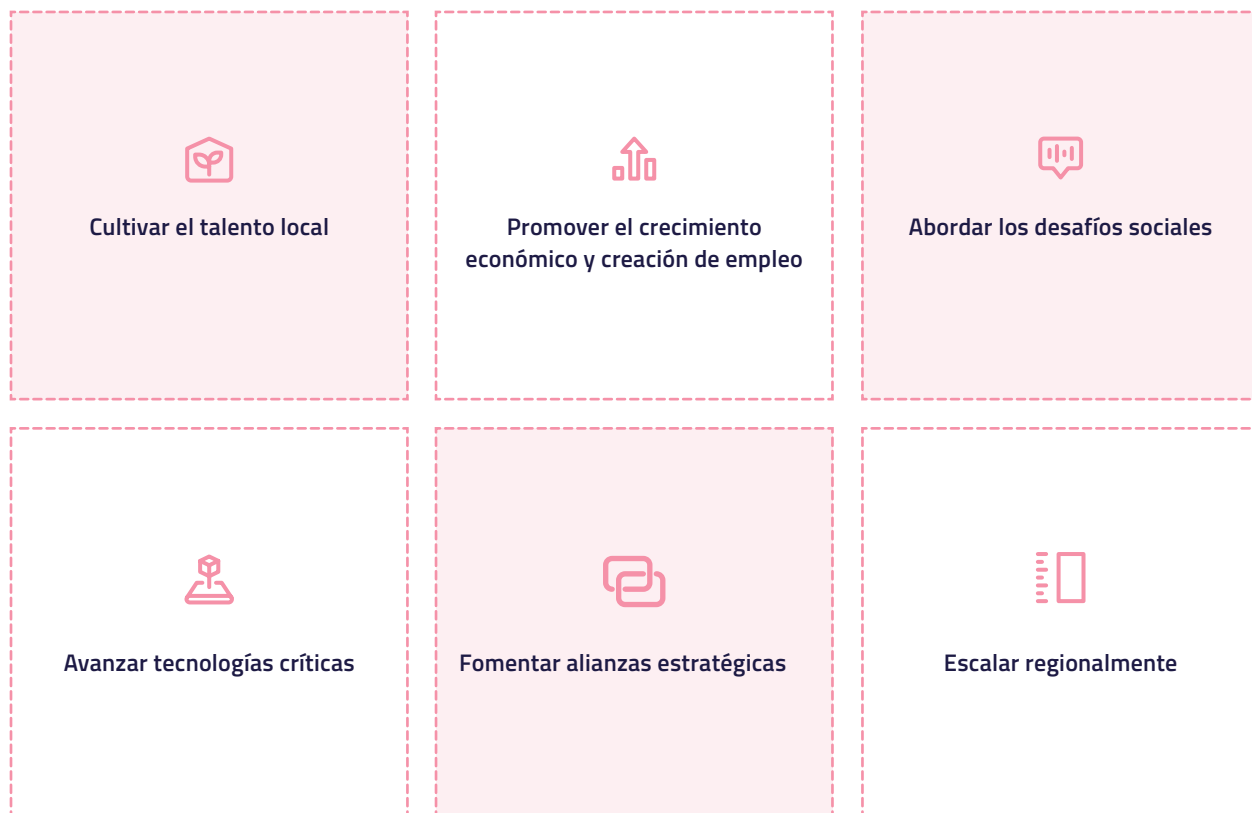 Cultivar el talento local
Promover el crecimiento
económico y creación de empleo
Abordar los desafíos sociales
Avanzar tecnologías críticas
Fomentar alianzas estratégicas
Escalar regionalmente